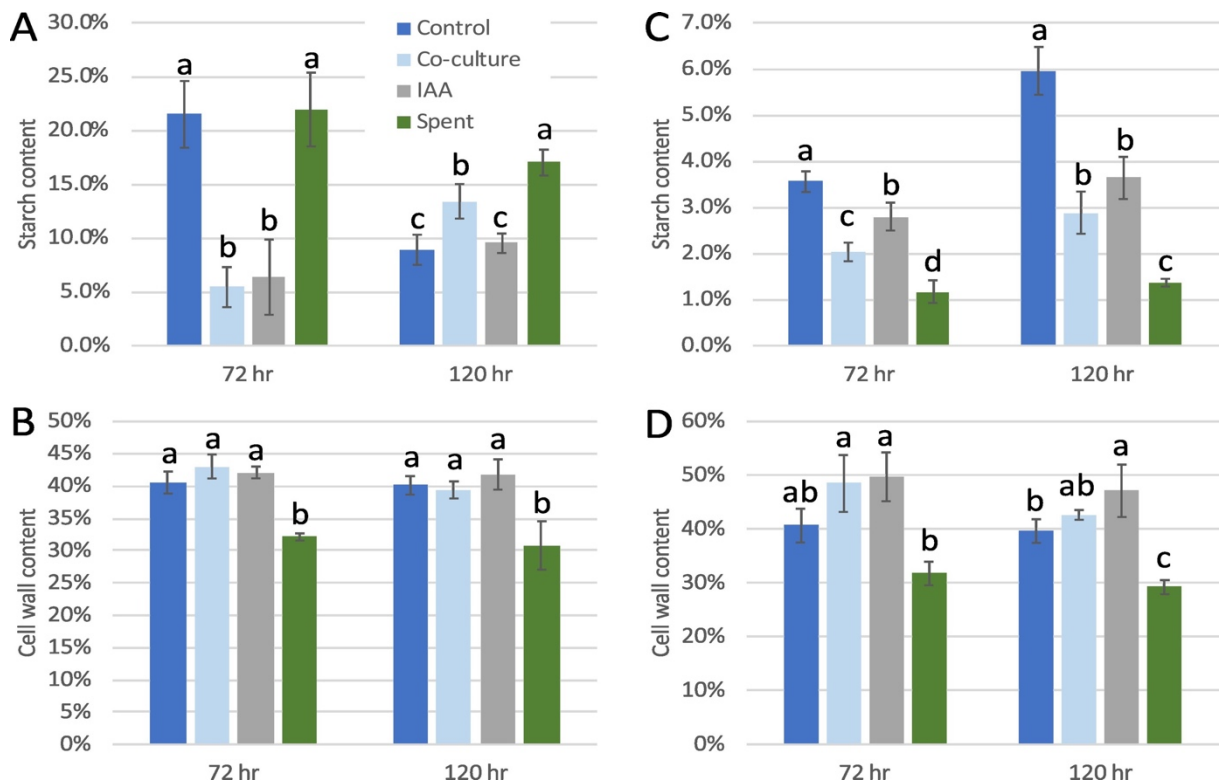 A
Starch content
30.0%
25.0%
20.0%
15.0%
10.0%
5.0%
0.0%
Control
Co-culture
IAA
Spent
a
b
b
a
c
b
c
a
72 hr
120 hr
C
Starch content
7.0%
6.0%
5.0%
4.0%
3.0%
2.0%
1.0%
0.0%
a
c
b
d
a
b
b
c
72 hr
120 hr
B
Cell wall content
50%
45%
40%
35%
30%
25%
20%
15%
10%
5%
0%
a
a
a
b
a
a
a
b
72 hr
120 hr
D
Cell wall content
60%
50%
40%
30%
20%
10%
0%
ab
a
a
b
b
ab
a
c
72 hr
120 hr